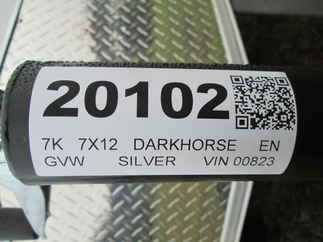 20102
7K 7X12 DARKHORSE EN
GVW SILVER VIN 00823